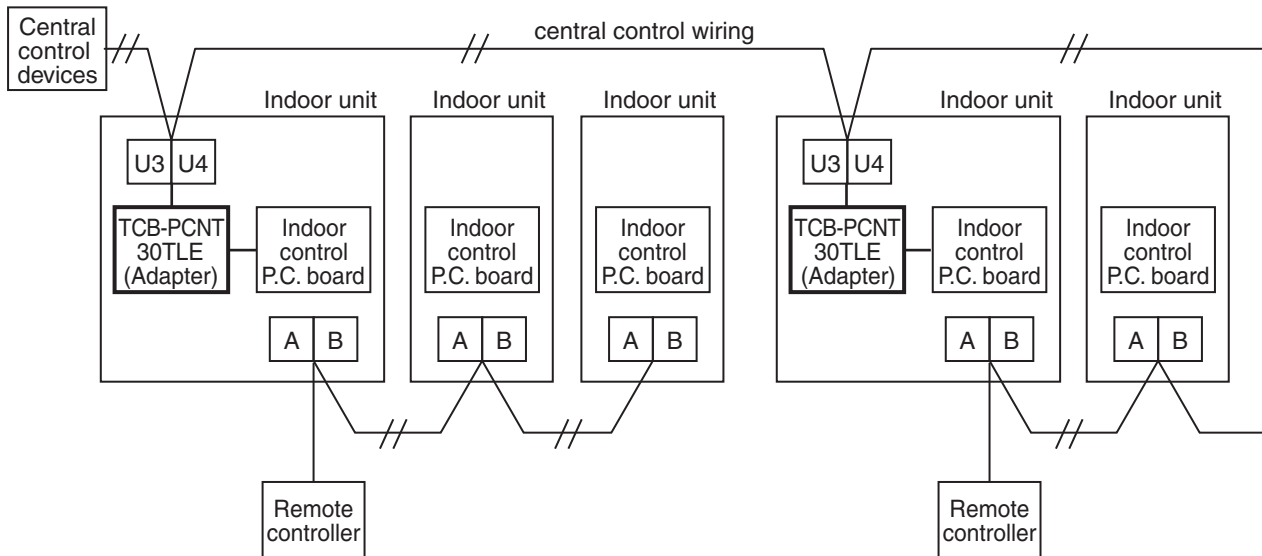 Central
control
devices
central control wiring
Indoor unit
Indoor unit
Indoor unit
Indoor unit
Indoor unit
U3 U4
U3 U4
TCB-PCNT
30TLE
(Adapter)
Indoor
control
P.C. board
Indoor
control
P.C. board
Indoor
control
P.C. board
TCB-PCNT
30TLE
(Adapter)
Indoor
control
P.C. board
Indoor
control
P.C. board
A B
A B
A B
A B
A B
Remote
controller
Remote
controller